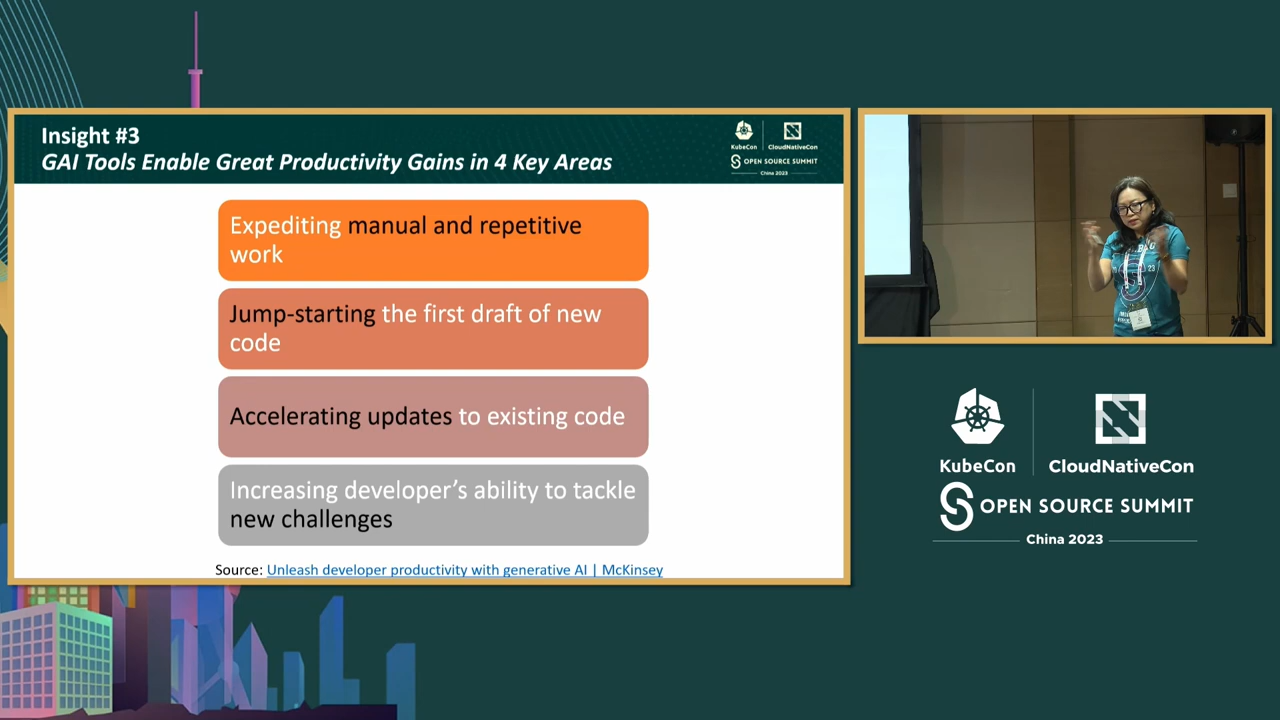 Insight #3
GAI Tools Enable Great Productivity Gains in 4 Key Areas
KubeCon
CloudNativeCon
OPEN SOURCE SUMMIT
China 2023
Expediting manual and repetitive
work
Jump-starting the first draft of new
code
Accelerating updates to existing code
Increasing developer's ability to tackle
new challenges
Source: Unleash developer productivity with generative AI | McKinsey
23
KubeCon
CloudNativeCon
OPEN SOURCE SUMMIT
China 2023